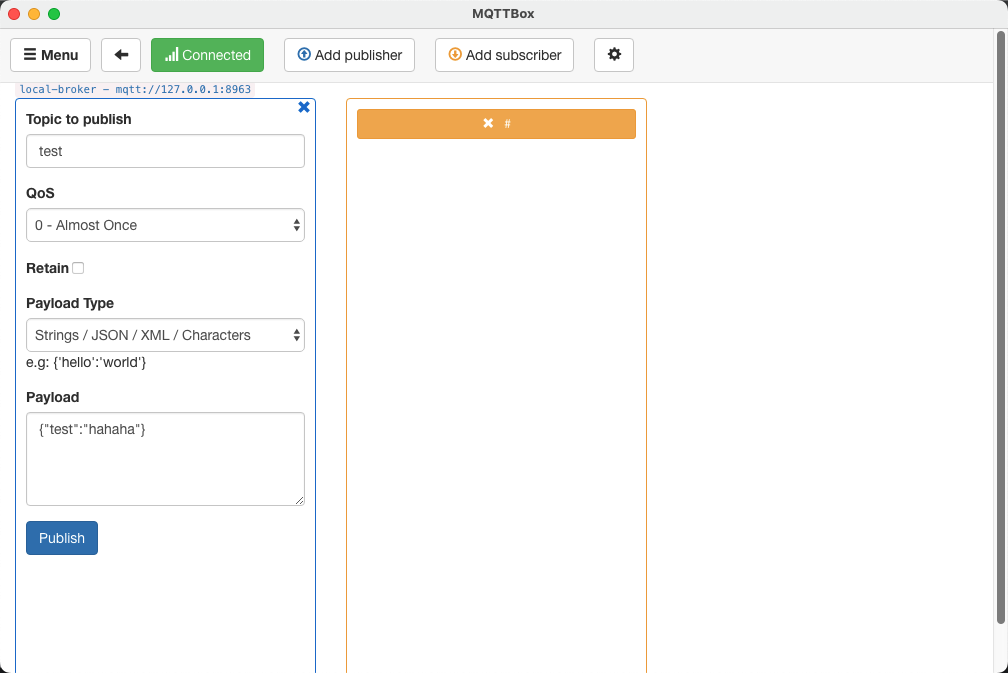 MQTTBox
Menu
Connected
Add publisher
Add subscriber
local-broker - mqtt://127.0.0.1:8963
Topic to publish
test
QoS
0 - Almost Once
Retain
Payload Type
Strings / JSON / XML / Characters
e.g: {'hello':'world'}
Payload
{"test":"hahaha"}
Publish
#